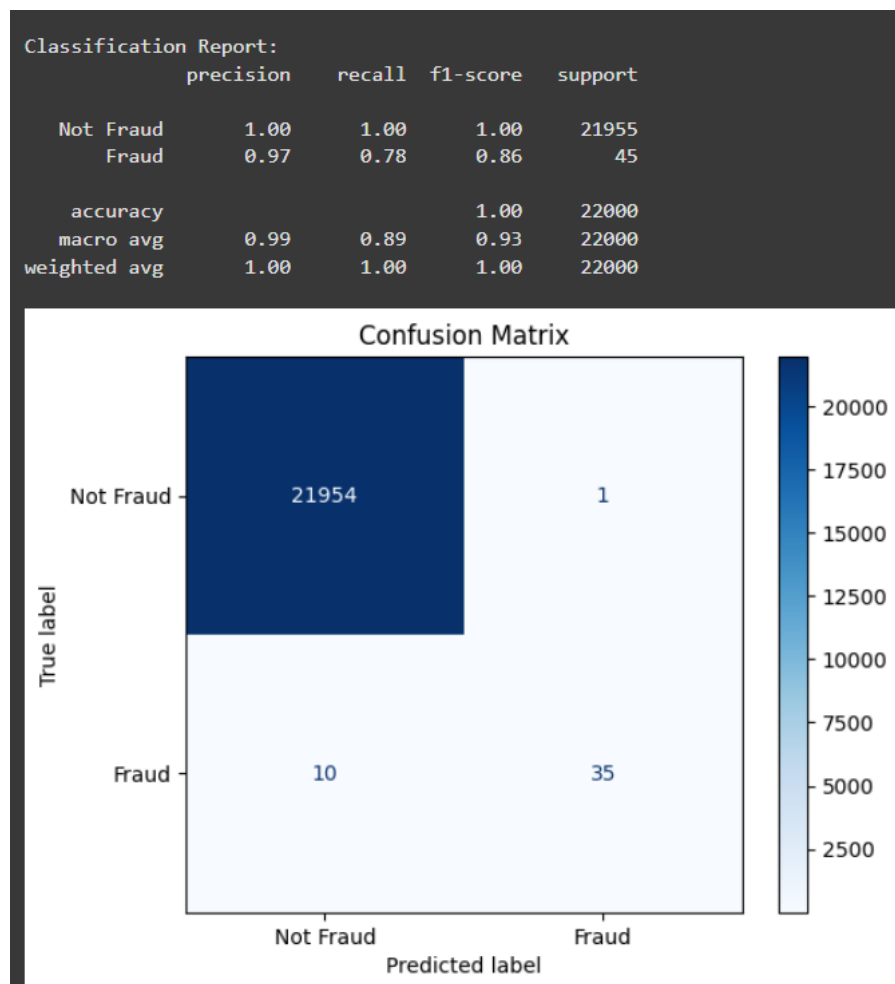 Classification Report:
precision recall f1-score support
Not Fraud 1.00 1.00 1.00 21955
Fraud 0.97 0.78 0.86 45
accuracy 1.00 22000
macro avg 0.99 0.89 0.93 22000
weighted avg 1.00 1.00 1.00 22000
Confusion Matrix
True label
Not Fraud 21954 1
Fraud 10 35
Not Fraud Fraud
Predicted label
20000
17500
15000
12500
10000
7500
5000
2500